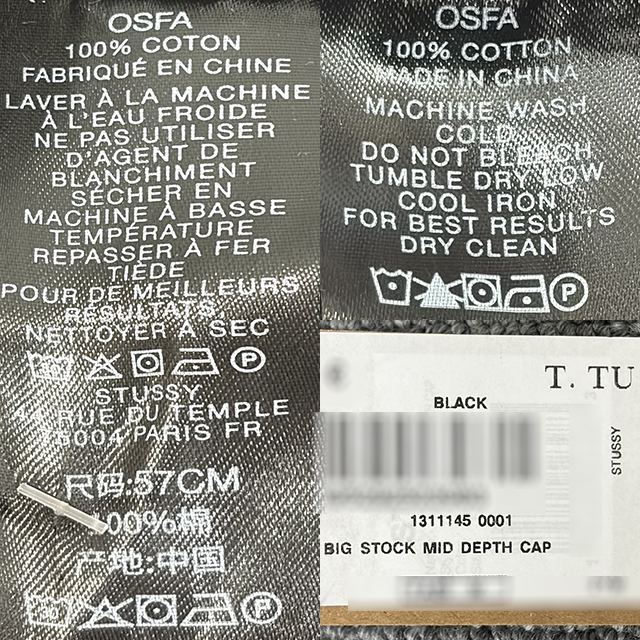 OSFA
100% COTON
FABRIQUÉ EN CHINE
LAVER À LA MACHINE
À L'EAU FROIDE
NE PAS UTILISER
D'AGENT DE
BLANCHIMENT
SÉCHER EN
MACHINE À BASSE
TEMPÉRATURE
REPASSER À FER
TIÈDE
POUR DE MEILLEURS
RÉSULTATS,
NETTOYER À SEC
STUSSY
RUE DU TEMPLE
75004 PARIS FR
尺码:57CM
100%棉
产地:中国
OSFA
100% COTTON
MADE IN CHINA
MACHINE WASH
COLD
DO NOT BLEACH
TUMBLE DRY LOW
COOL IRON
FOR BEST RESULTS
DRY CLEAN
P
T. TU
BLACK
STUSSY
1311145 0001
BIG STOCK MID DEPTH CAP